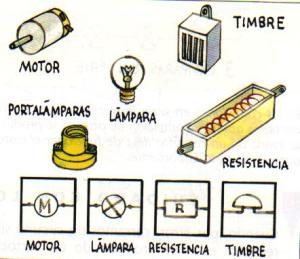 TIMBRE
MOTOR
LÁMPARA
PORTALÁMPARAS
RESISTENCIA
M
R
MOTOR
LÁMPARA
RESISTENCIA
TIMBRE